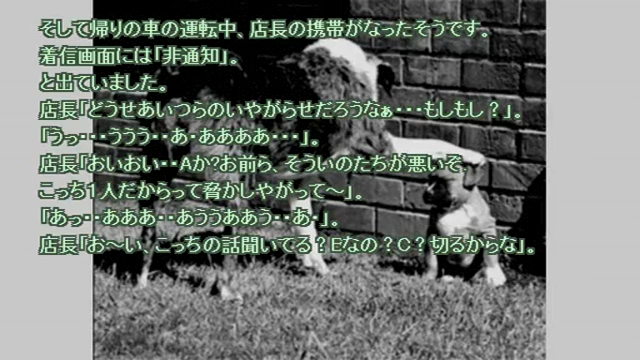 そして帰りの車の運転中、店長の携帯がなったそうです。
着信画面には「非通知」。
と出ていました。
店長「どうせあいつらのいやがらせだろうなぁ・・・もしもし？」。
「うっ・・・ううう・・あ・ああああ・・・」。
店長「おいおい・・Aか?お前ら、そういのたちが悪いぞ.
こっち１人だからって脅かしやがって～」。
「あっ・・あああ・・あううああう・・あ・」。
店長「お～い、こっちの話聞いてる？Eなの？C？切るからな」。